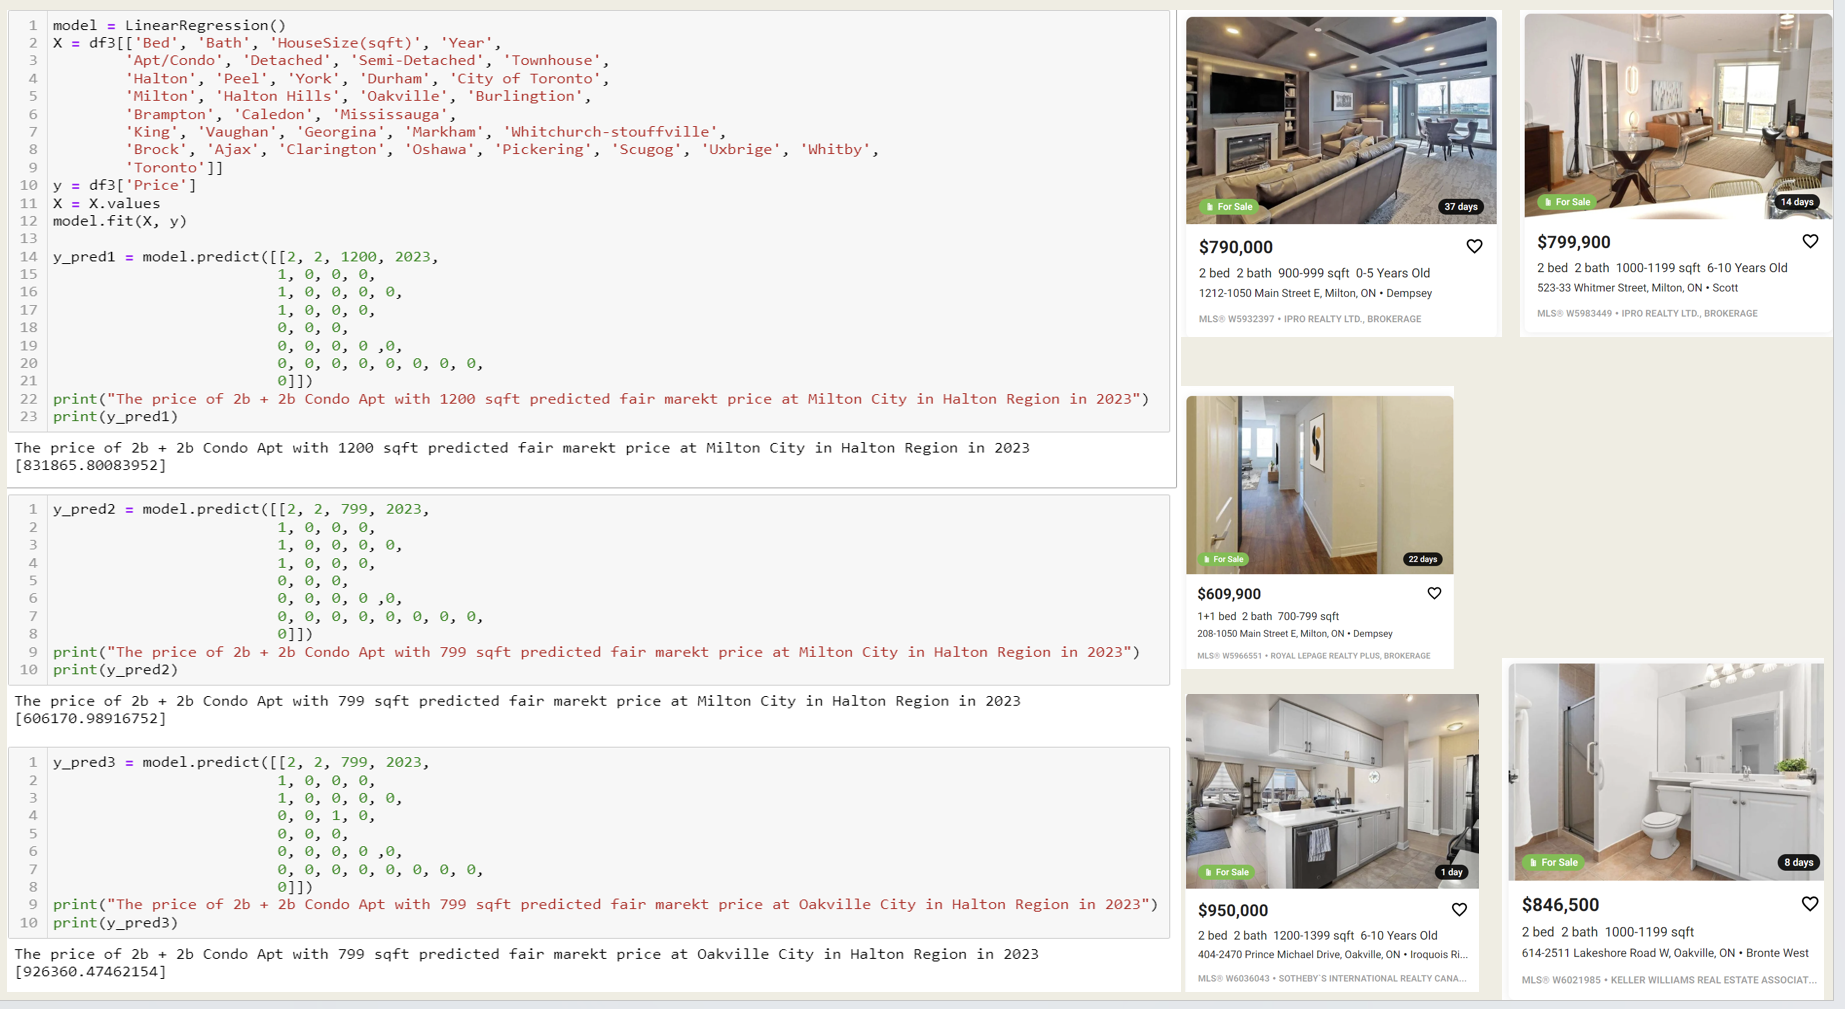 1 model = LinearRegression()
2 X = df3[['Bed', 'Bath', 'HouseSize(sqft)', 'Year',
3 'Apt/Condo', 'Detached', 'Semi-Detached', 'Townhouse',
4 'Halton', 'Peel', 'York', 'Durham', 'City of Toronto',
5 'Milton', 'Halton Hills', 'Oakville', 'Burlingtion',
6 'Brampton', 'Caledon', 'Mississauga',
7 'King', 'Vaughan', 'Georgina', 'Markham', 'Whitchurch-stouffville',
8 'Brock', 'Ajax', 'Clarington', 'Oshawa', 'Pickering', 'Scugog', 'Uxbrige', 'Whitby',
9 'Toronto']]
10 y = df3['Price']
11 X = X.values
12 model.fit(X, y)
13
14 y_pred1 = model.predict([[2, 2, 1200, 2023,
15 1, 0, 0, 0,
16 1, 0, 0, 0, 0,
17 1, 0, 0, 0,
18 0, 0, 0,
19 0, 0, 0, 0 ,0,
20 0, 0, 0, 0, 0, 0, 0, 0,
21 0]])
22 print("The price of 2b + 2b Condo Apt with 1200 sqft predicted fair marekt price at Milton City in Halton Region in 2023")
23 print(y_pred1)
The price of 2b + 2b Condo Apt with 1200 sqft predicted fair marekt price at Milton City in Halton Region in 2023
[831865.80083952]
1 y_pred2 = model.predict([[2, 2, 799, 2023,
2 1, 0, 0, 0,
3 1, 0, 0, 0, 0,
4 1, 0, 0, 0,
5 0, 0, 0,
6 0, 0, 0, 0 ,0,
7 0, 0, 0, 0, 0, 0, 0, 0,
8 0]])
9 print("The price of 2b + 2b Condo Apt with 799 sqft predicted fair marekt price at Milton City in Halton Region in 2023")
10 print(y_pred2)
The price of 2b + 2b Condo Apt with 799 sqft predicted fair marekt price at Milton City in Halton Region in 2023
[606170.98916752]
1 y_pred3 = model.predict([[2, 2, 799, 2023,
2 1, 0, 0, 0,
3 1, 0, 0, 0, 0,
4 0, 0, 1, 0,
5 0, 0, 0,
6 0, 0, 0, 0 ,0,
7 0, 0, 0, 0, 0, 0, 0, 0,
8 0]])
9 print("The price of 2b + 2b Condo Apt with 799 sqft predicted fair marekt price at Oakville City in Halton Region in 2023")
10 print(y_pred3)
The price of 2b + 2b Condo Apt with 799 sqft predicted fair marekt price at Oakville City in Halton Region in 2023
[926360.47462154]
For Sale
37 days
$790,000
2 bed 2 bath 900-999 sqft 0-5 Years Old
1212-1050 Main Street E, Milton, ON • Dempsey
MLS® W5932397 • IPRO REALTY LTD., BROKERAGE
For Sale
14 days
$799,900
2 bed 2 bath 1000-1199 sqft 6-10 Years Old
523-33 Whitmer Street, Milton, ON • Scott
MLS® W5983449 • IPRO REALTY LTD., BROKERAGE
For Sale
22 days
$609,900
1+1 bed 2 bath 700-799 sqft
208-1050 Main Street E, Milton, ON • Dempsey
MLS® W5966551 • ROYAL LEPAGE REALTY PLUS, BROKERAGE
For Sale
1 day
$950,000
2 bed 2 bath 1200-1399 sqft 6-10 Years Old
404-2470 Prince Michael Drive, Oakville, ON • Iroquois Ri...
MLS® W6036043 • SOTHEBY`S INTERNATIONAL REALTY CANA...
For Sale
8 days
$846,500
2 bed 2 bath 1000-1199 sqft
614-2511 Lakeshore Road W, Oakville, ON • Bronte West
MLS® W6021985 • KELLER WILLIAMS REAL ESTATE ASSOCIAT...